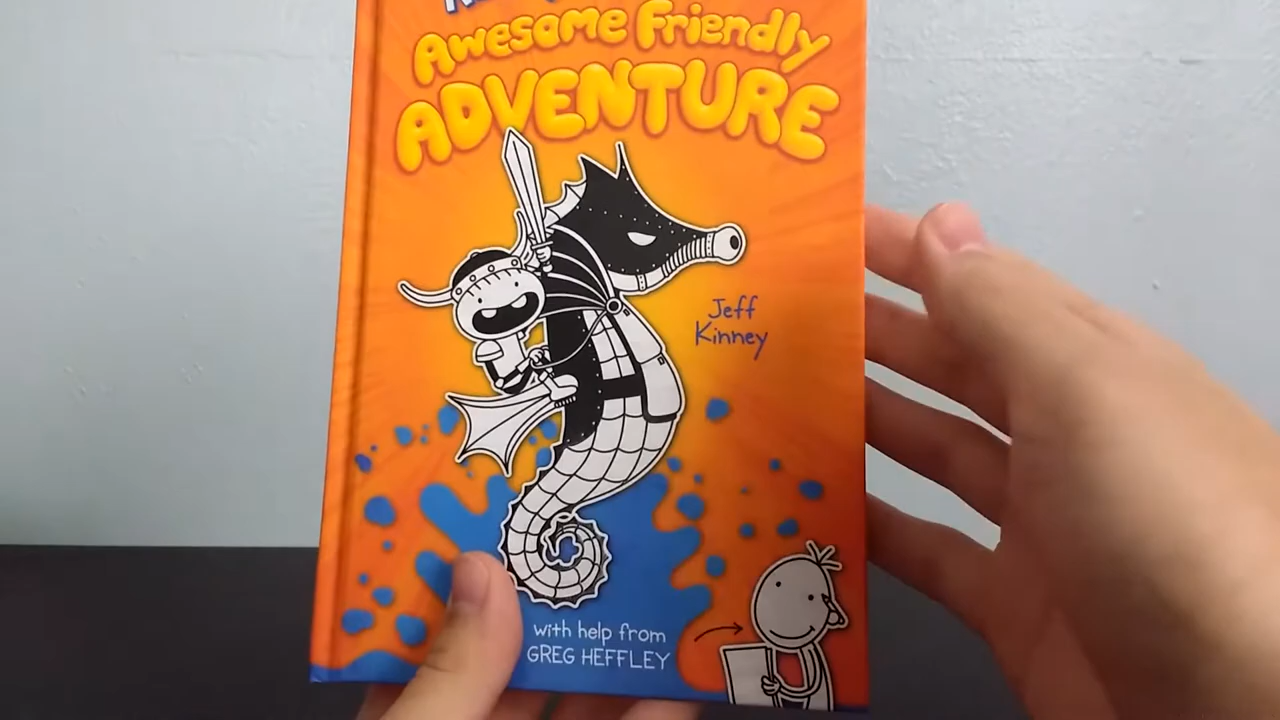 Awesome Friendly
ADVENTURE
Jeff
Kinney
with help from
GREG HEFFLEY